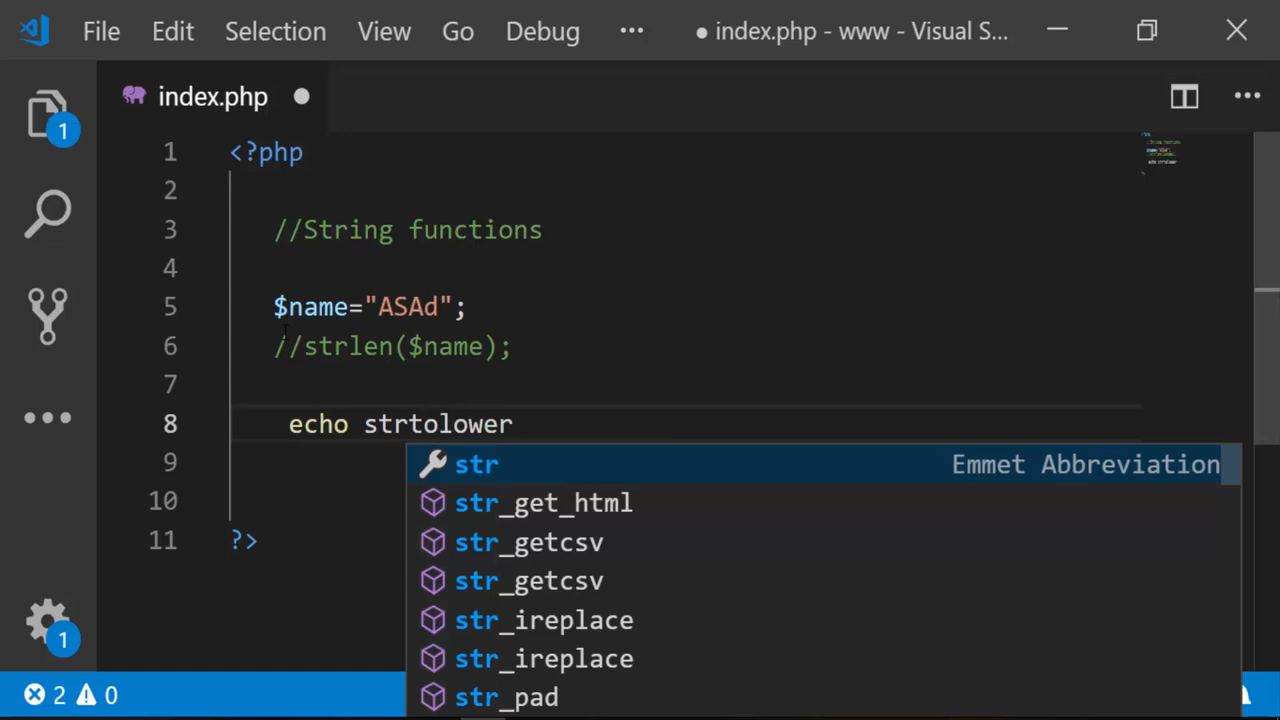 File Edit Selection View Go Debug ··· ● index.php - www - Visual S...
index.php
1 <?php
2
3 //String functions
4
5 $name="ASAd";
6 //strlen($name);
7
8 echo strtolower
9
10
11 ?>
str Emmet Abbreviation
str_get_html
str_getcsv
str_getcsv
str_ireplace
str_ireplace
str_pad
1
1
2 0